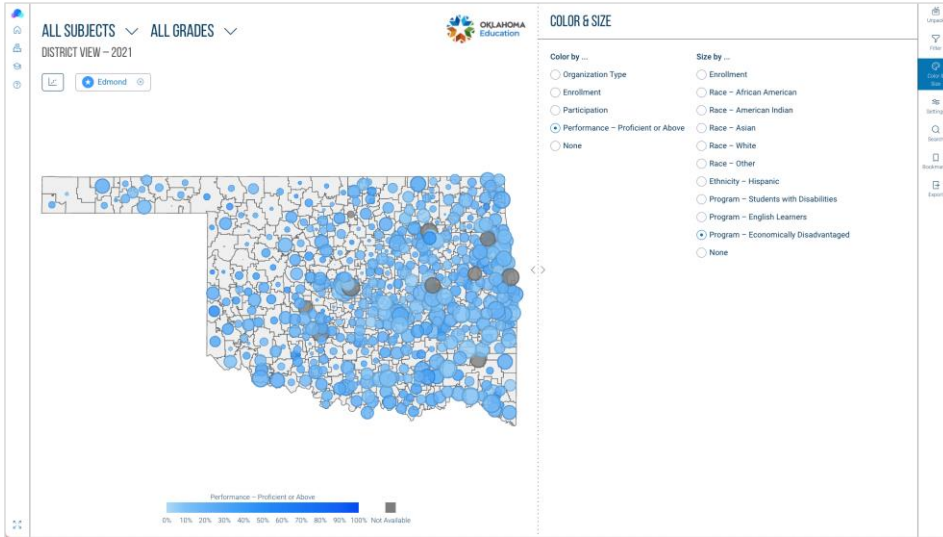 ALL SUBJECTS ALL GRADES
DISTRICT VIEW – 2021
Edmond
OKLAHOMA
Education
COLOR & SIZE
Color by ...
Organization Type
Enrollment
Participation
Performance – Proficient or Above
None
Size by ...
Enrollment
Race – African American
Race – American Indian
Race – Asian
Race – White
Race – Other
Ethnicity – Hispanic
Program – Students with Disabilities
Program – English Learners
Program – Economically Disadvantaged
None
Filter
Color &
Size
Performance – Proficient or Above
0% 10% 20% 30% 40% 50% 60% 70% 80% 90% 100% Not Available